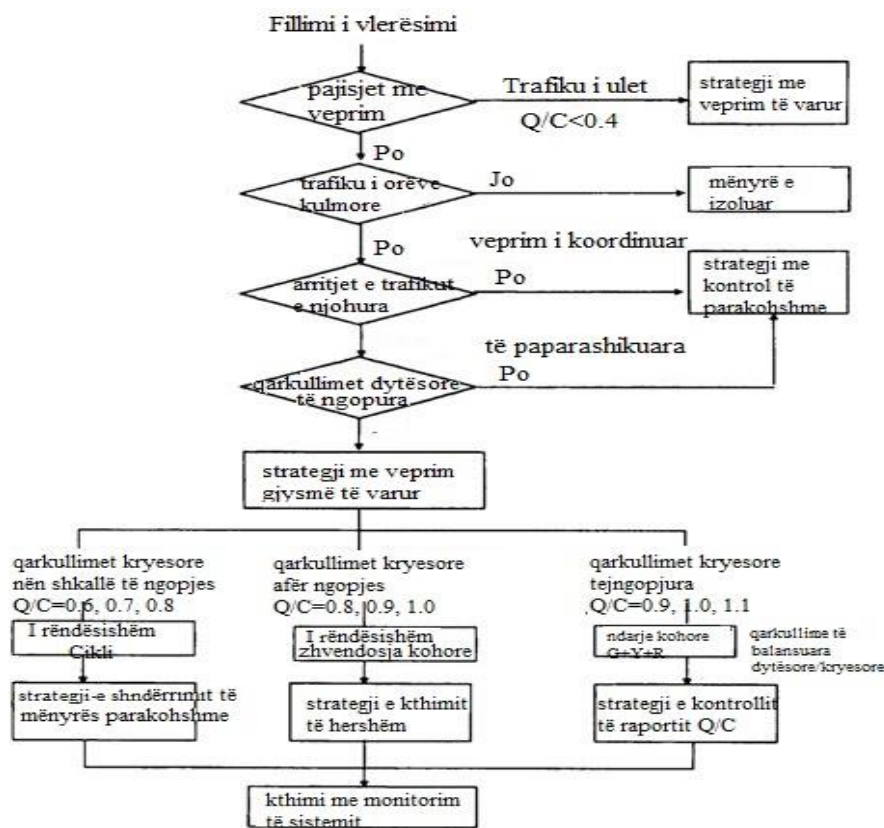 Fillimi i vlerësimi
pajisjet me
veprim
Trafiku i ulet
Q/C<0.4
strategji me
veprim të varur
Po
trafiku i orëve
kulmore
Jo
mënyrë e
izoluar
Po
veprim i koordinuar
arritjet e trafikut
e njohura
Po
strategji me
kontrol të
parakohshme
të paparashikuara
qarkullimet dytësore
të ngopura
Po
strategji me veprim
gjysmë të varur
qarkullimet kryesore
nën shkallë të ngopjes
Q/C=0.6, 0.7, 0.8
I rëndësishëm
Cikli
strategji-e shndërrimit të
mënyrës parakohshme
qarkullimet kryesore
afër ngopjes
Q/C=0.8, 0.9, 1.0
I rëndësishëm
zhvendosja kohore
strategji e kthimit
të hershëm
qarkullimet kryesore
tejngopjura
Q/C=0.9, 1.0, 1.1
ndarje kohore
G+Y+R
qarkullime të
balansuara
dytësore/kryesore
strategji e kontrollit
të raportit Q/C
kthimi me monitorim
të sistemit